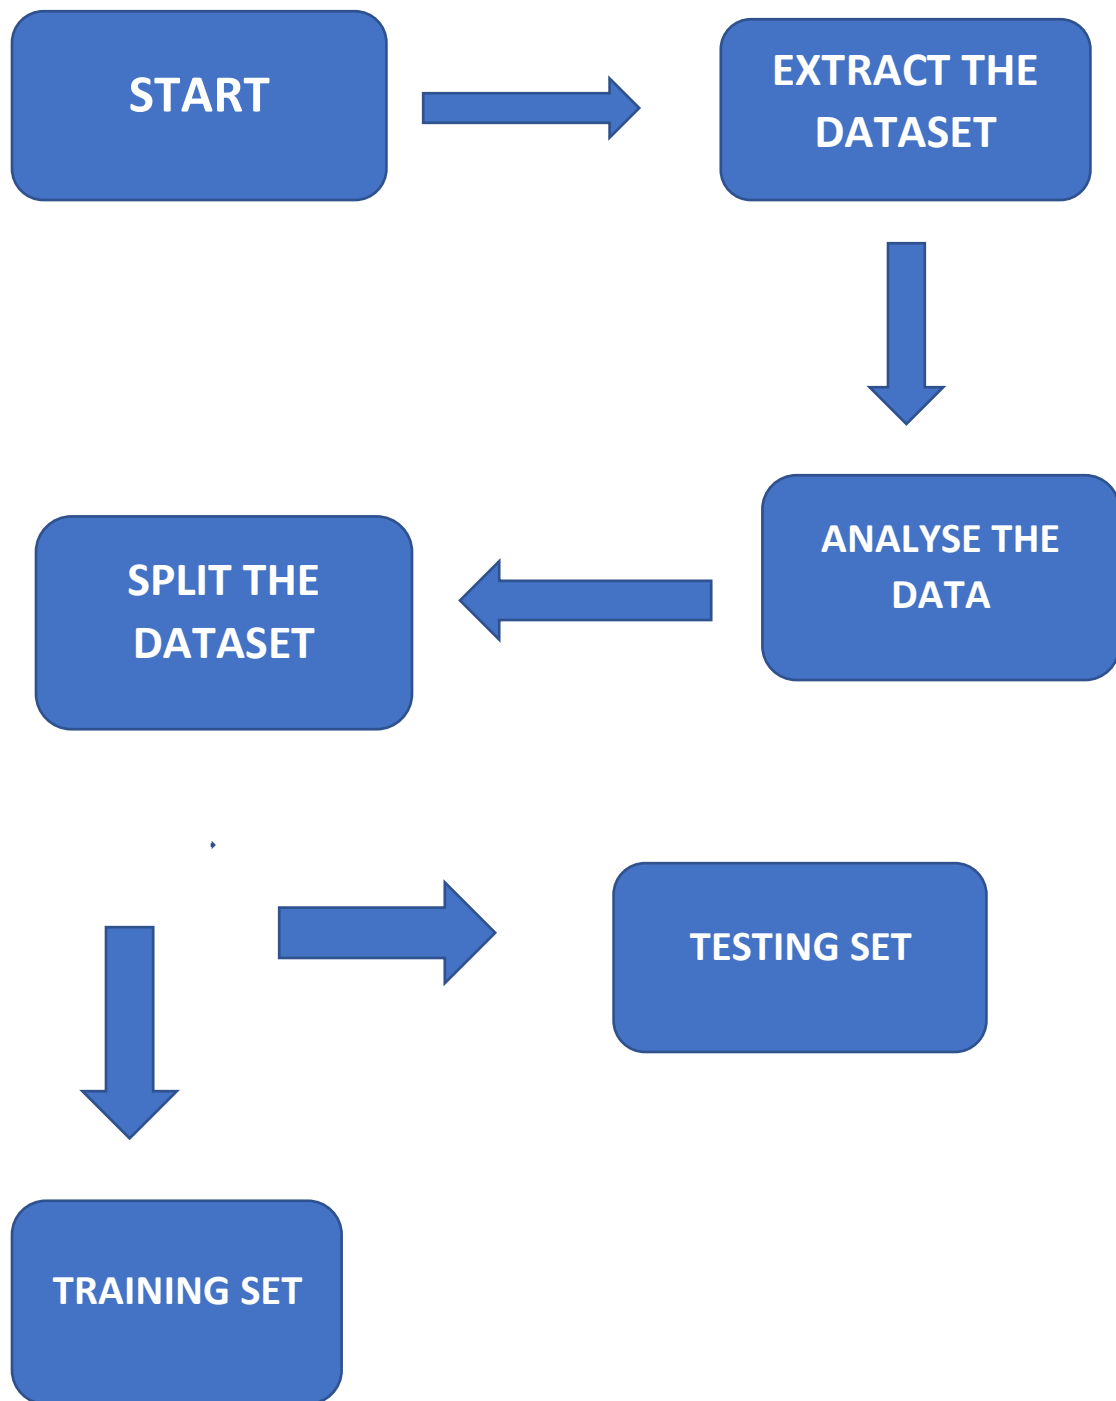 START
EXTRACT THE
DATASET
ANALYSE THE
DATA
SPLIT THE
DATASET
TESTING SET
TRAINING SET